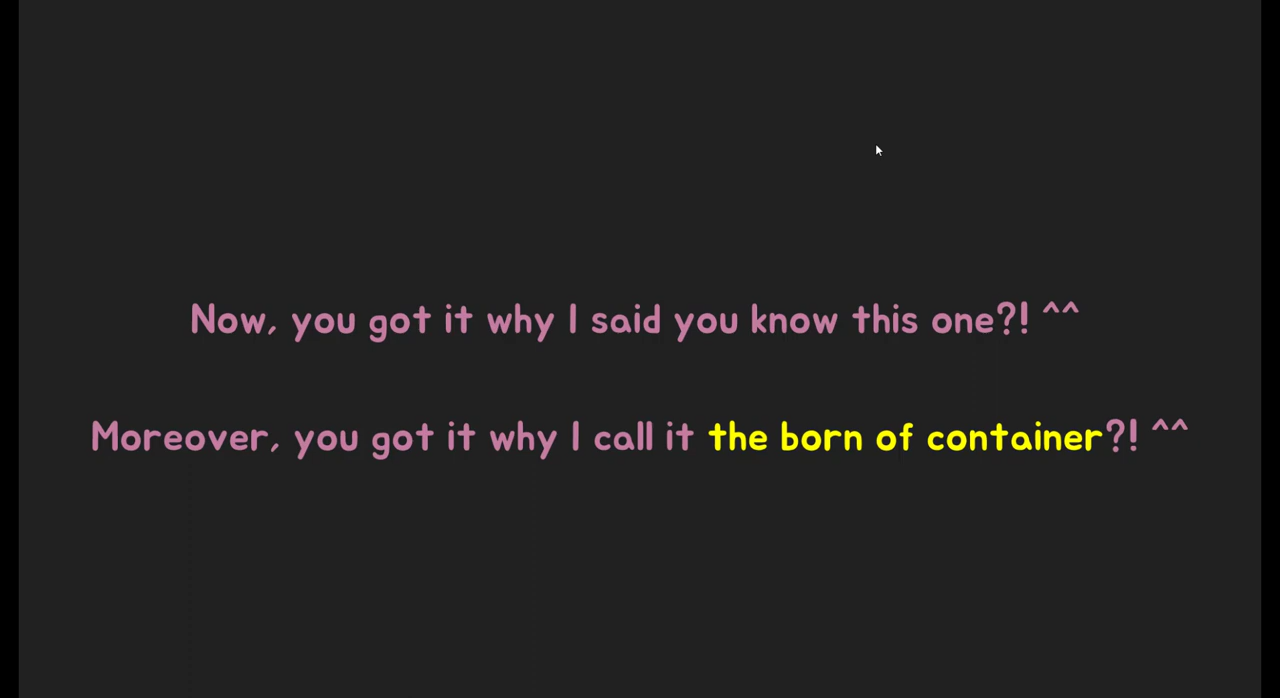 Now, you got it why I said you know this one?! ^^
Moreover, you got it why I call it the born of container?! ^^